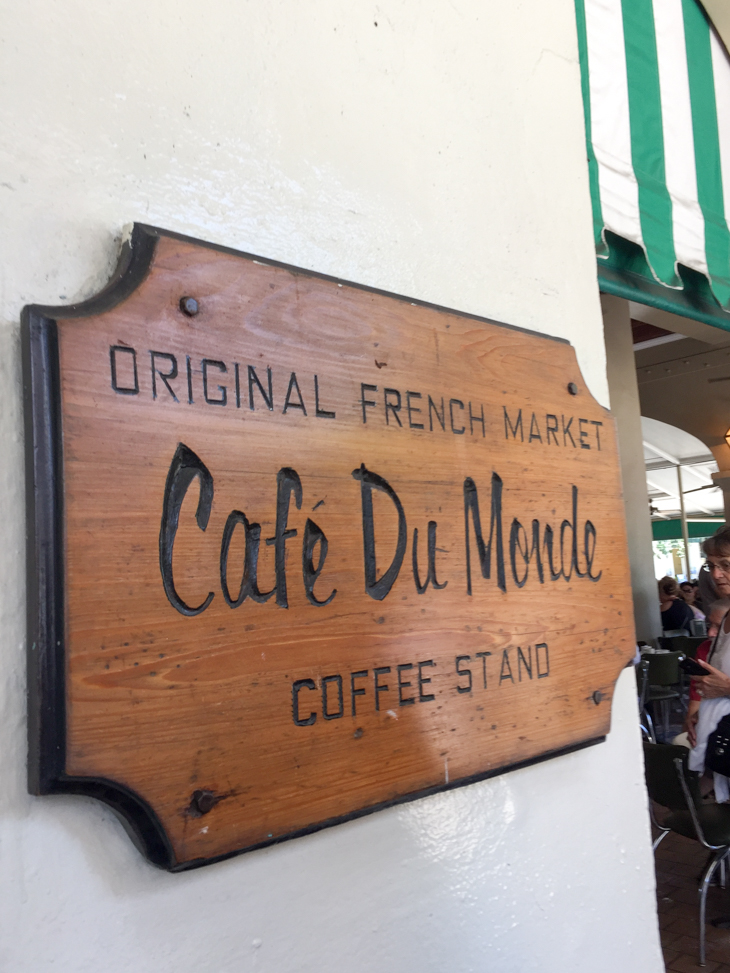 ORIGINAL FRENCH MARKET
Café Du Monde
COFFEE STAND